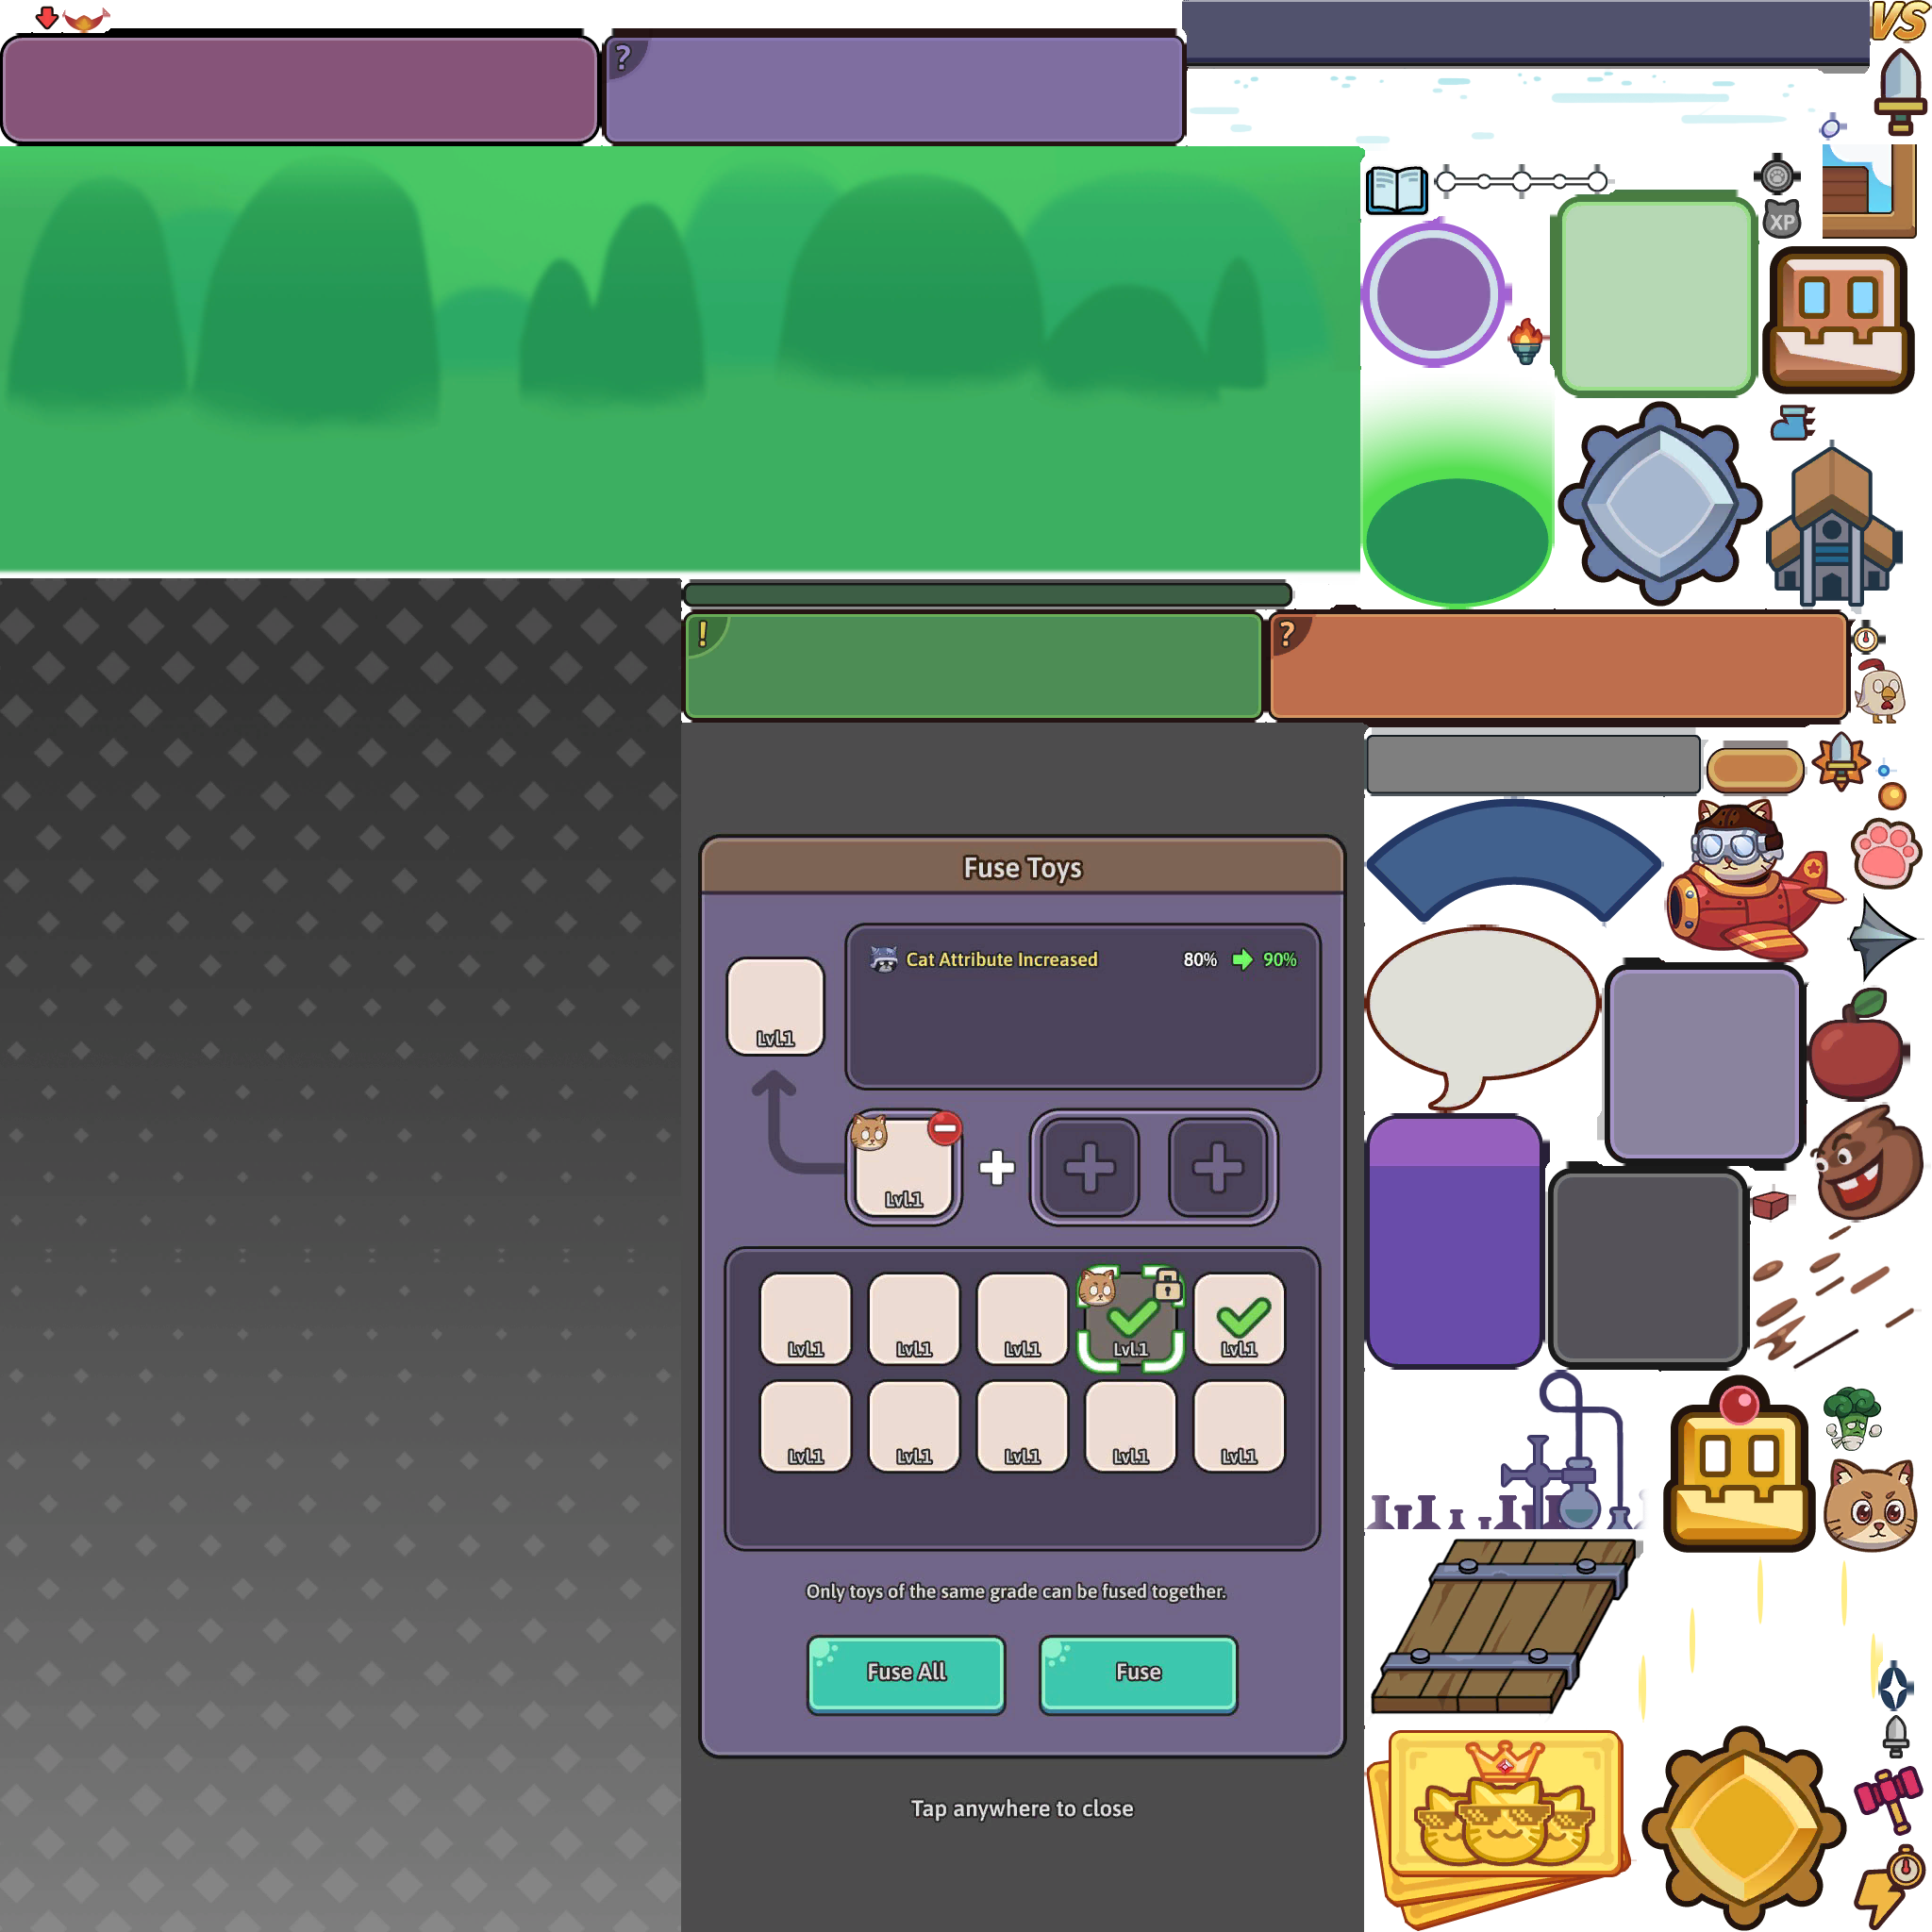 VS
?
XP
!
?
Fuse Toys
Cat Attribute Increased 80% 90%
Lvl.1
Lvl.1
Lvl.1 Lvl.1 Lvl.1 Lvl.1 Lvl.1
Lvl.1 Lvl.1 Lvl.1 Lvl.1 Lvl.1
Only toys of the same grade can be fused together.
Fuse All Fuse
Tap anywhere to close